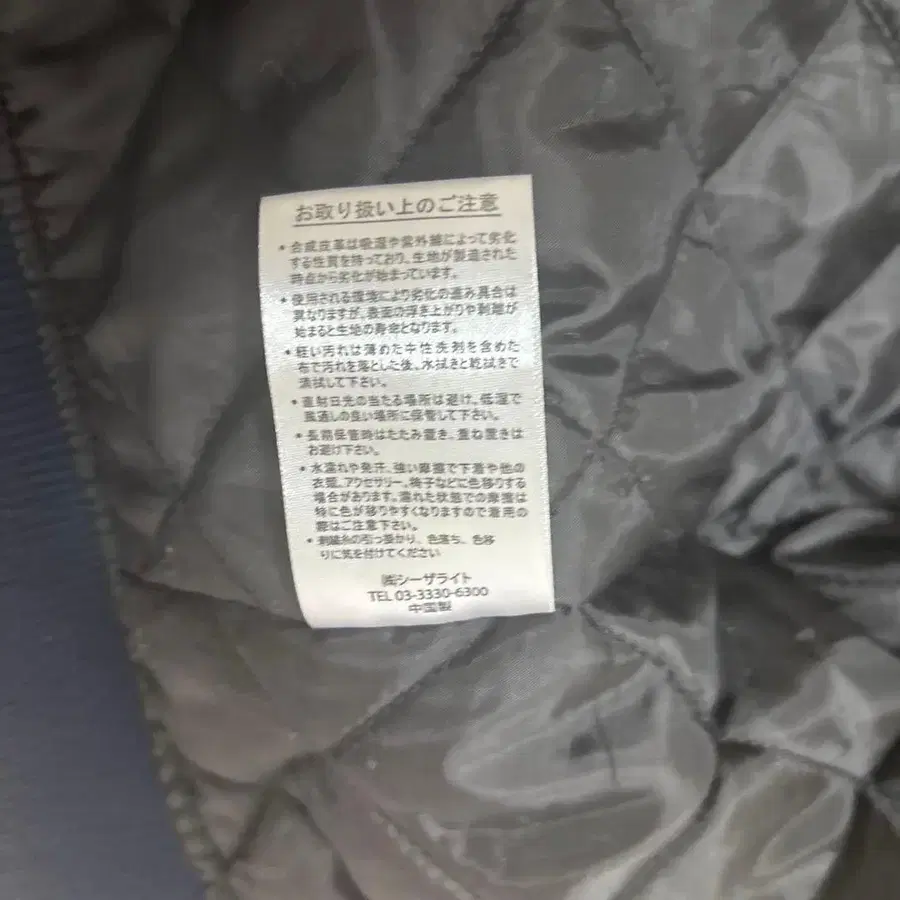 お取り扱い上のご注意
• 合成皮革は吸湿や紫外線によって劣化
する性質を持っており、生地が製造された
時点から劣化が始まっています。
• 使用される環境により劣化の進み具合は
異なりますが、表面の浮き上がりや剥離が
始まると生地の寿命となります。
• 軽い汚れは薄めた中性洗剤を含めた
布で汚れを落とした後、水拭きと乾拭きで
清拭して下さい。
• 直射日光の当たる場所は避け、低湿で
風通しの良い場所に保管して下さい。
• 長期保管時はたたみ置き、重ね置きは
お避け下さい。
• 水濡れや発汗、強い摩擦で下着や他の
衣類、アクセサリー、椅子などに色移りする
場合があります。濡れた状態での摩擦は
特に色が移りやすくなりますので着用の
際はご注意下さい。
• 刺繍糸の引っ掛かり、色落ち、色移
りに気を付けてください
㈱シーザライト
TEL 03-3330-6300
中国製